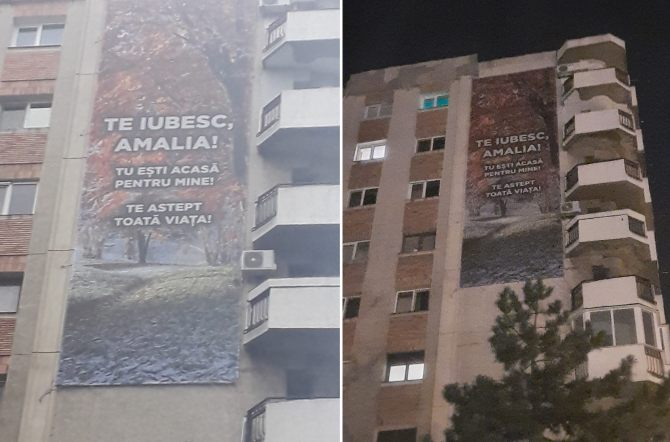 TE IUBESC,
AMALIA!
TU EȘTI ACASĂ
PENTRU MINE!
TE AȘTEPT
TOATĂ VIAȚA!
TE IUBESC,
AMALIA!
TU EȘTI ACASĂ
PENTRU MINE!
TE AȘTEPT
TOATĂ VIAȚA!